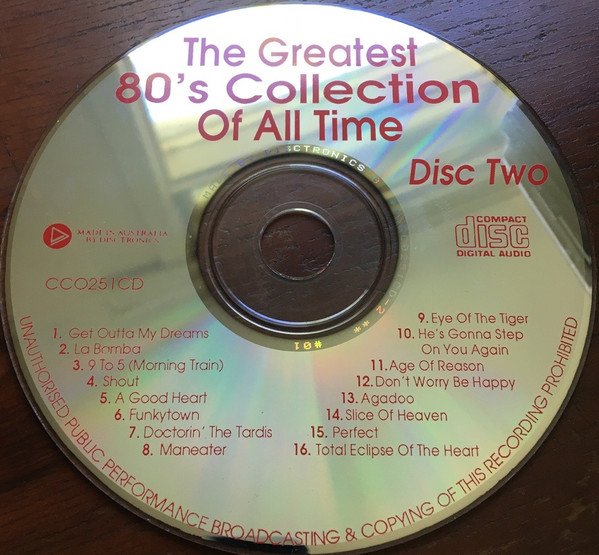 The Greatest
80's Collection
Of All Time
Disc Two
MADE IN AUSTRALIA
BY DISCTRONICS
COMPACT
disc
DIGITAL AUDIO
CCO251CD
1. Get Outta My Dreams
2. La Bamba
3. 9 To 5 (Morning Train)
4. Shout
5. A Good Heart
6. Funkytown
7. Doctorin' The Tardis
8. Maneater
9. Eye Of The Tiger
10. He's Gonna Step
On You Again
11. Age Of Reason
12. Don't Worry Be Happy
13. Agadoo
14. Slice Of Heaven
15. Perfect
16. Total Eclipse Of The Heart
UNAUTHORISED PUBLIC PERFORMANCE BROADCASTING & COPYING OF THIS RECORDING PROHIBITED
#01